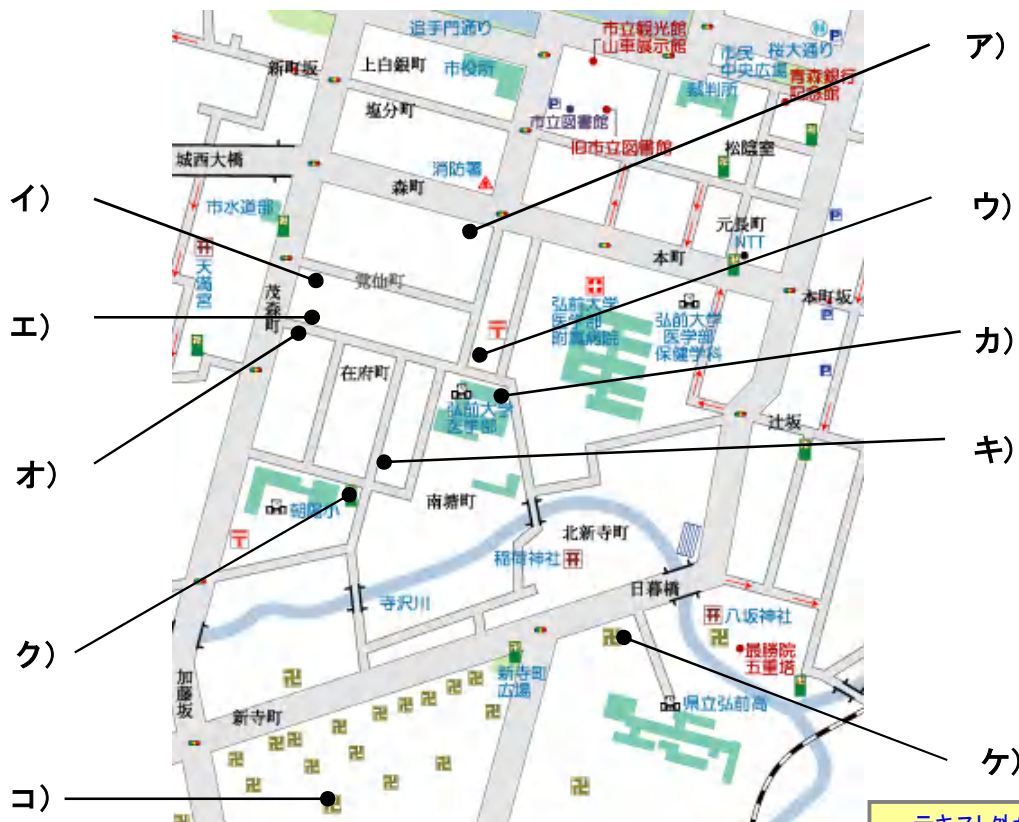 追手門通り
市立観光館
山車展示館
ア)
新町坂
上白銀町
市役所
市民
中央広場
桜大通り
青森銀行
記念館
裁判所
塩分町
市立図書館
旧市立図書館
松陰室
城西大橋
消防署
森町
イ)
市水道部
ウ)
元長町
NTT
天満宮
覚仙町
本町
本町坂
茂森町
弘前大学
医学部
附属病院
弘前大学
医学部
保健学科
エ)
カ)
在府町
弘前大学
医学部
辻坂
オ)
キ)
南塘町
朝陽小
北新寺町
稲荷神社
日暮橋
寺沢川
八坂神社
ク)
最勝院
五重塔
新寺町
広場
加藤坂
県立弘前高
新寺町
ケ)
コ)